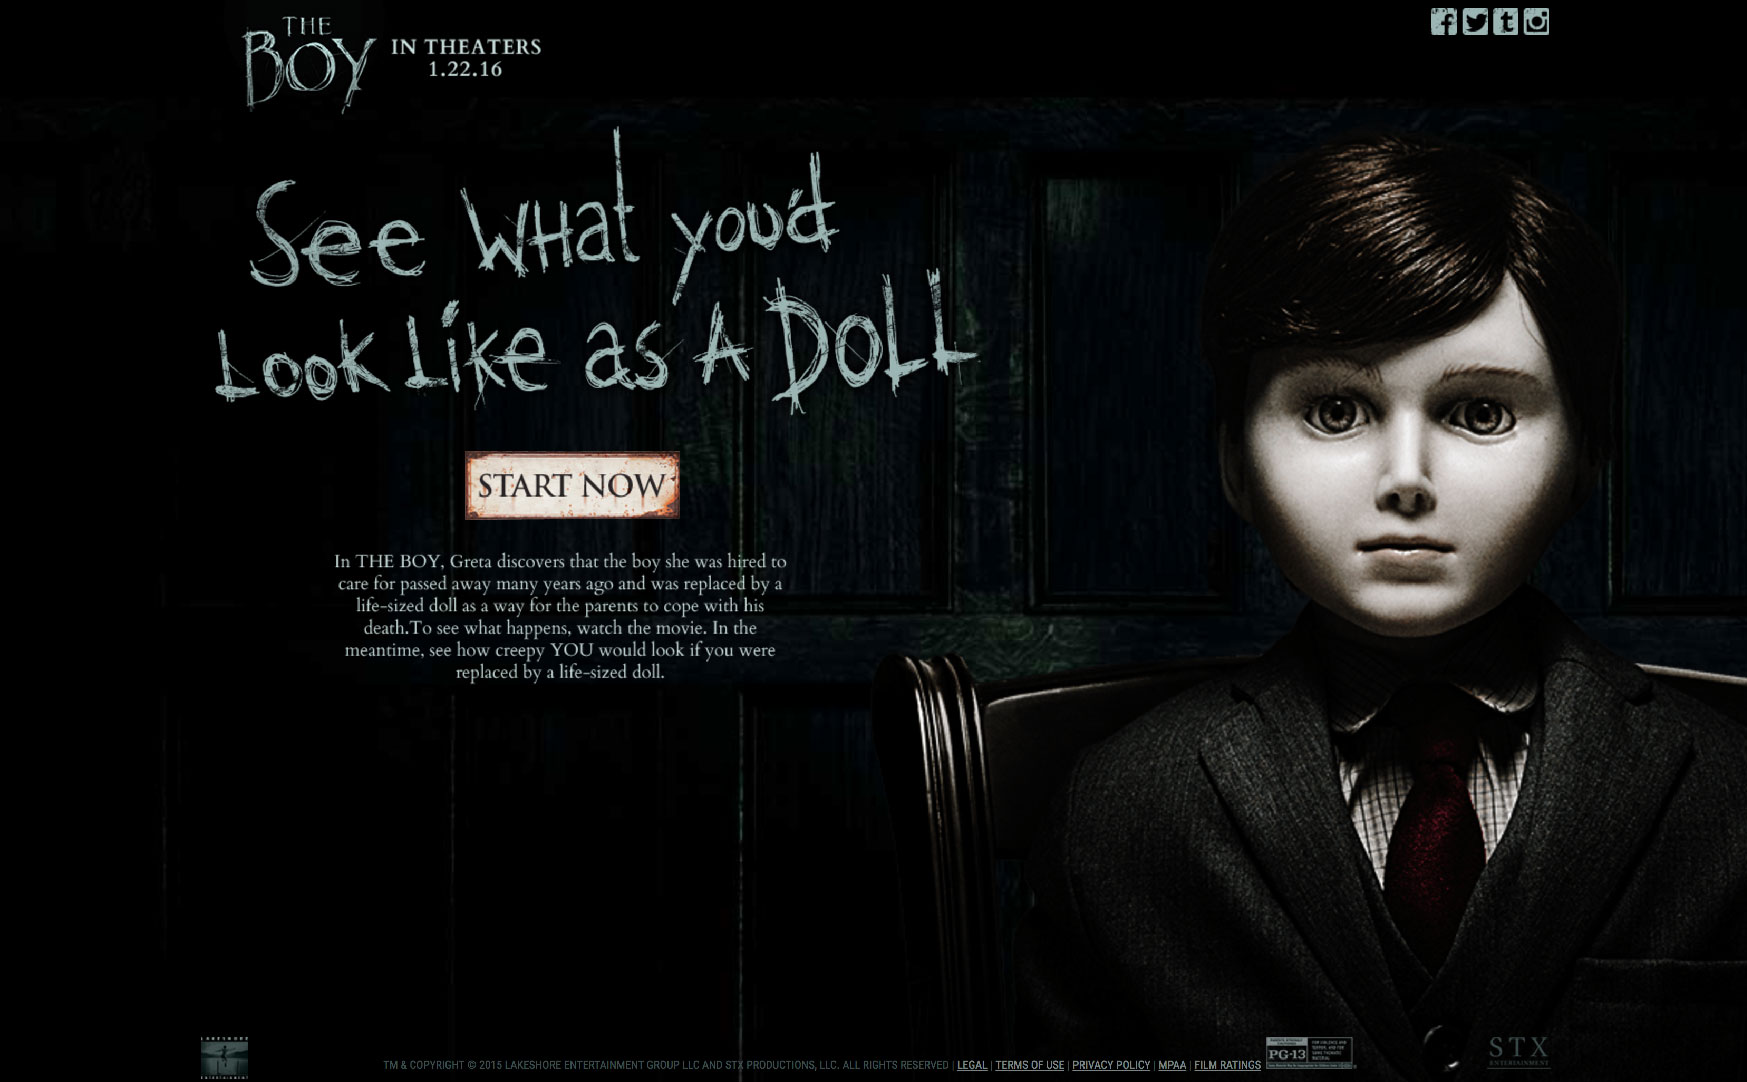 THE
BOY
IN THEATERS
1.22.16
See What you'd
Look Like as A DOLL
START NOW
In THE BOY, Greta discovers that the boy she was hired to
care for passed away many years ago and was replaced by a
life-sized doll as a way for the parents to cope with his
death.To see what happens, watch the movie. In the
meantime, see how creepy YOU would look if you were
replaced by a life-sized doll.
LAKESHORE
ENTERTAINMENT
TM & COPYRIGHT © 2015 LAKESHORE ENTERTAINMENT GROUP LLC AND STX PRODUCTIONS, LLC. ALL RIGHTS RESERVED | LEGAL | TERMS OF USE | PRIVACY POLICY | MPAA | FILM RATINGS
PG-13
STX
ENTERTAINMENT